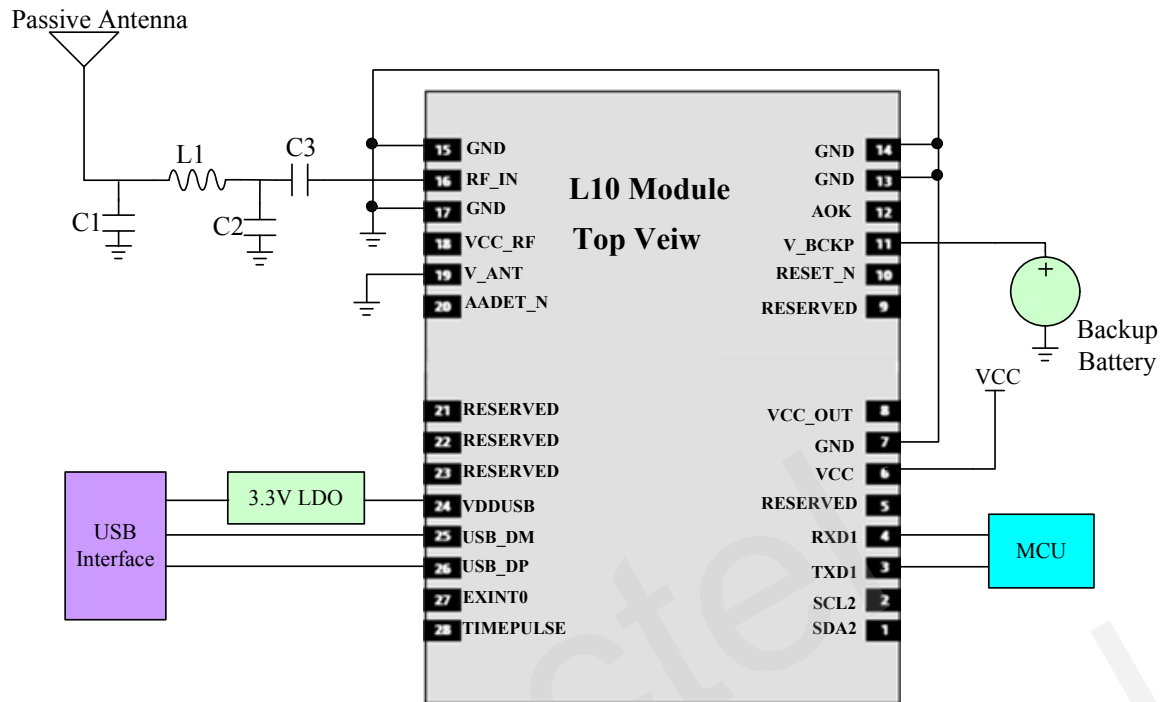 Passive Antenna
L1
C3
C1
C2
L10 Module
Top Veiw
15 GND
16 RF_IN
17 GND
18 VCC_RF
19 V_ANT
20 AADET_N
21 RESERVED
22 RESERVED
23 RESERVED
24 VDDUSB
25 USB_DM
26 USB_DP
27 EXINT0
28 TIMEPULSE
GND 14
GND 13
AOK 12
V_BCKP 11
RESET_N 10
RESERVED 9
VCC_OUT 8
GND 7
VCC 6
RESERVED 5
RXD1 4
TXD1 3
SCL2 2
SDA2 1
+
Backup
Battery
VCC
MCU
3.3V LDO
USB
Interface